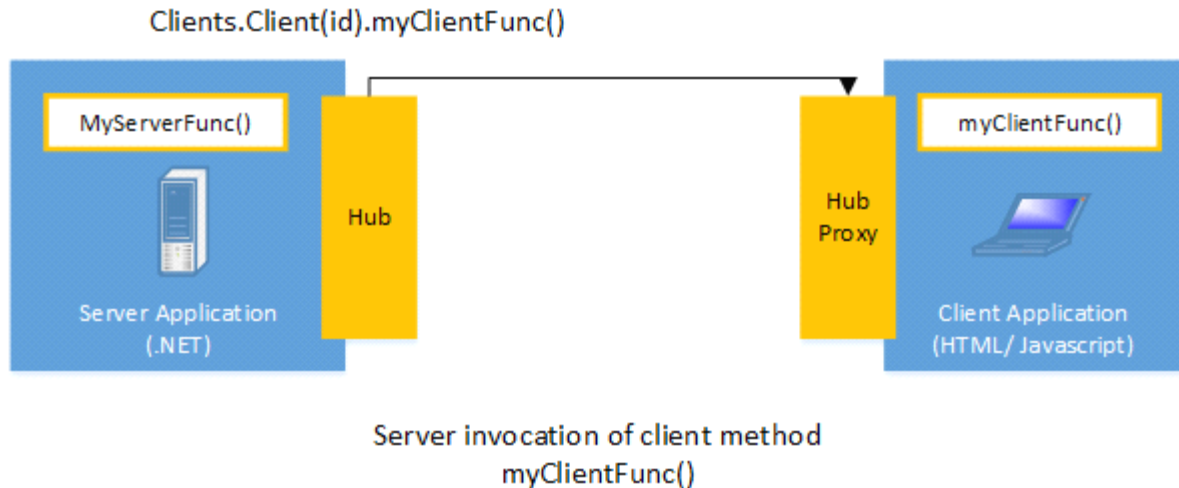 Clients.Client(id).myClientFunc()
MyServerFunc()
Hub
Server Application
(.NET)
Hub
Proxy
myClientFunc()
Client Application
(HTML/ Javascript)
Server invocation of client method
myClientFunc()